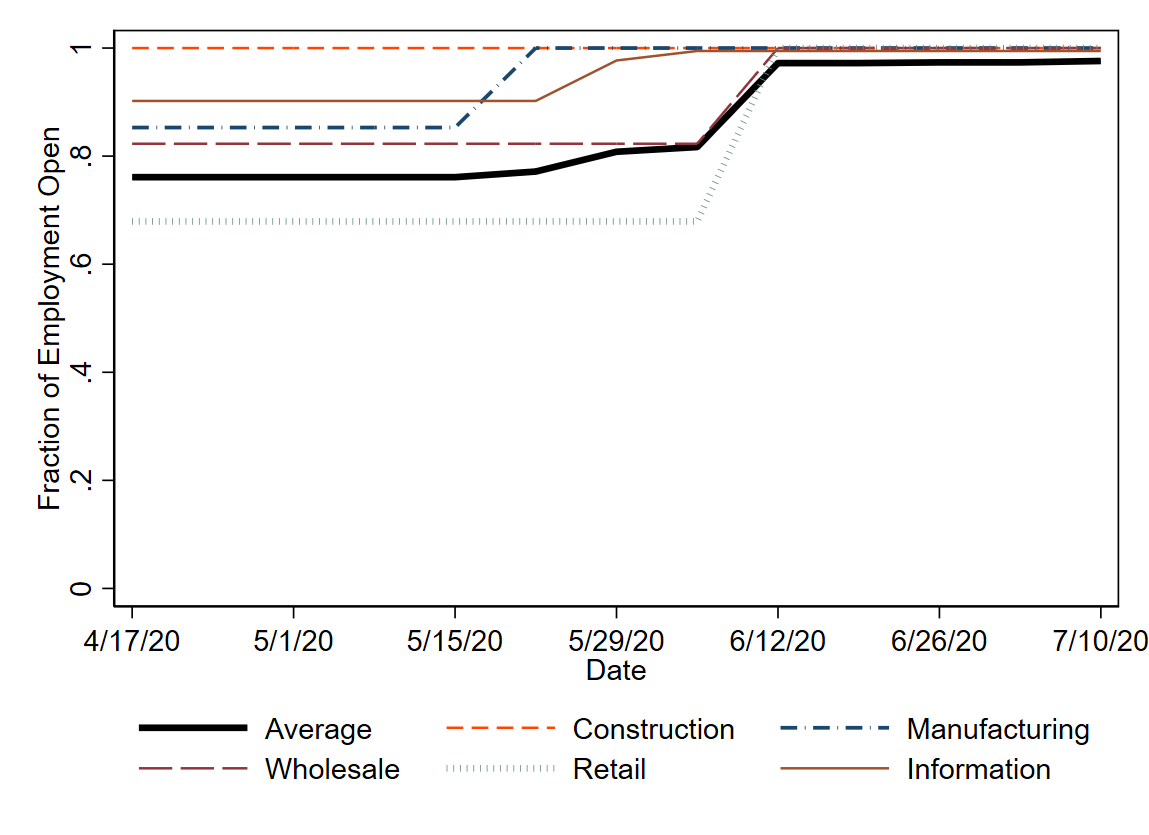 Fraction of Employment Open
1
.8
.6
.4
.2
0
4/17/20 5/1/20 5/15/20 5/29/20 6/12/20 6/26/20 7/10/20
Date
Average Construction Manufacturing
Wholesale Retail Information